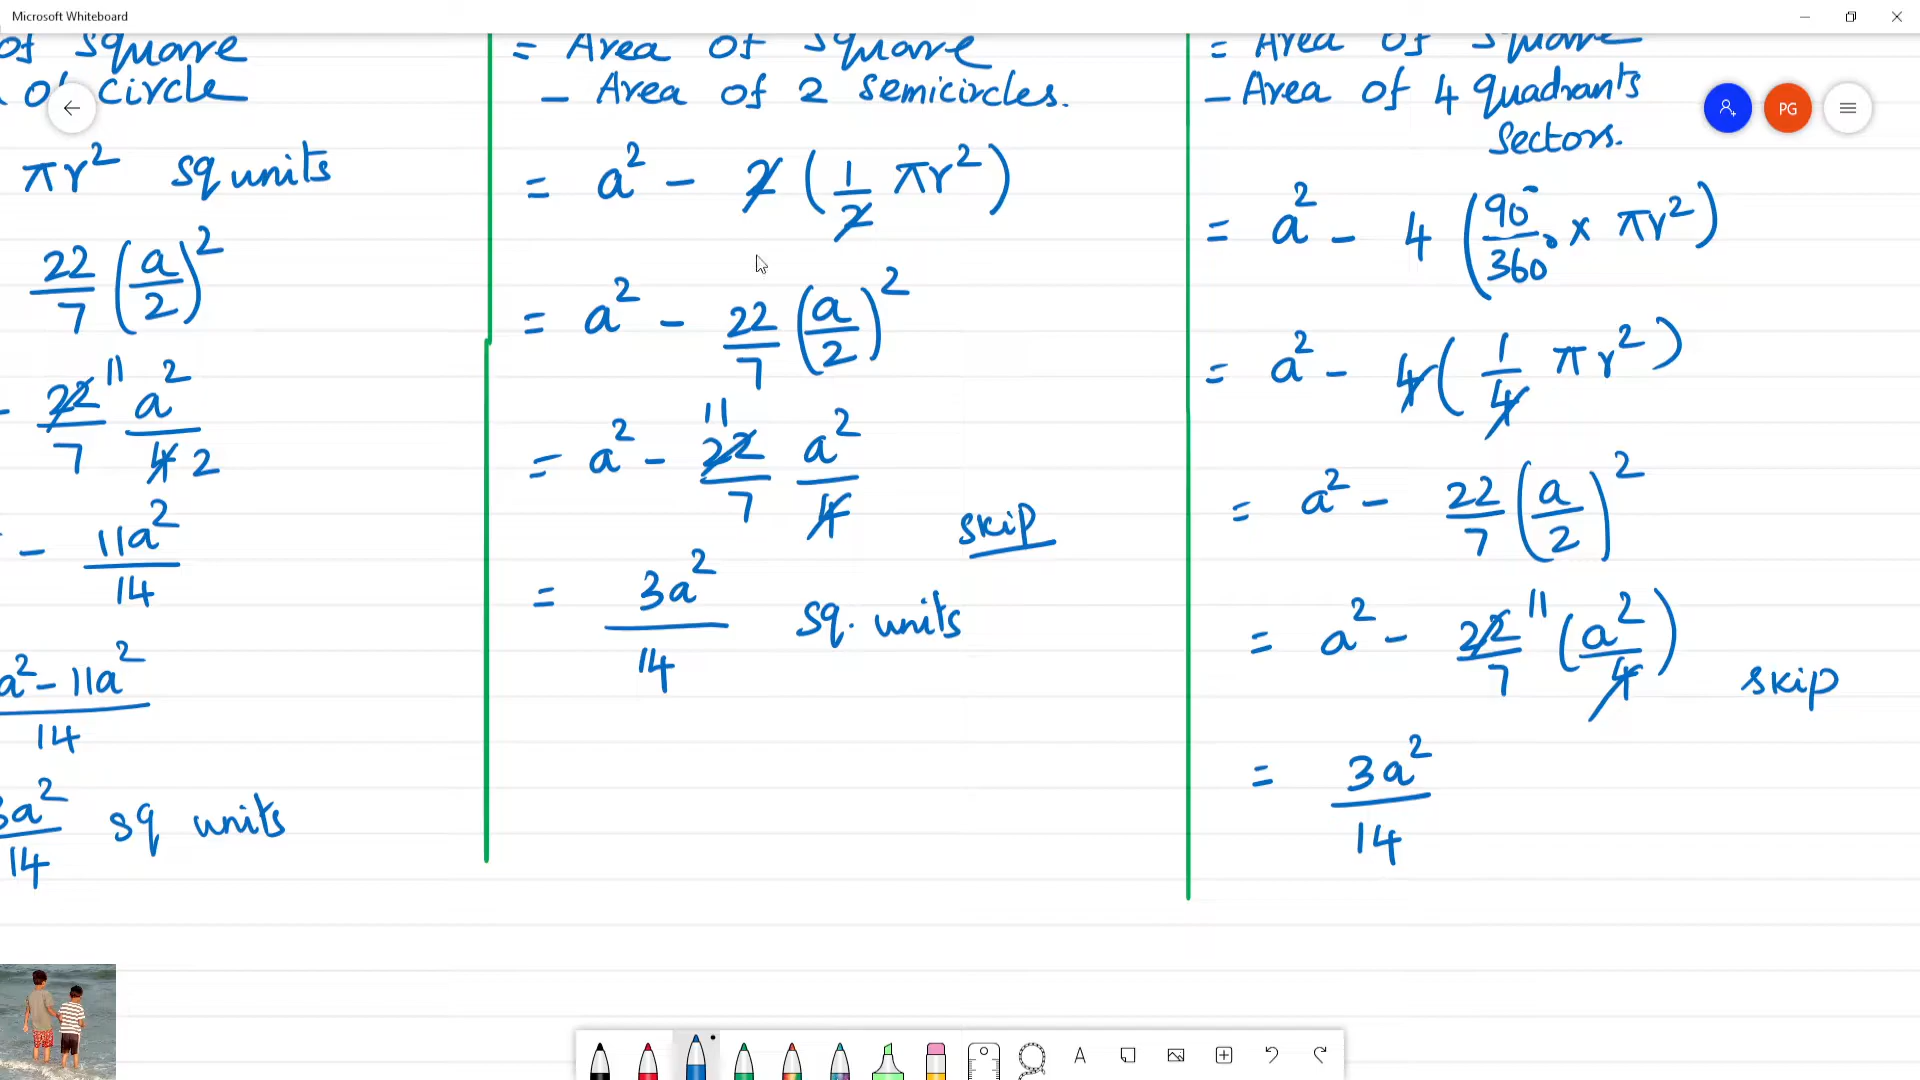 Microsoft Whiteboard
of square
of circle
πr² sq units
22/7 (a/2)²
- 22/7 11 a²/4 2
- 11a²/14
a² - 11a²/14
3a²/14 sq units
= Area of square
- Area of 2 semicircles.
= a² - 2 (1/2 πr²)
= a² - 22/7 (a/2)²
= a² - 22/7 11 a²/4
skip
= 3a²/14 sq. units
= Area of square
- Area of 4 quadrants
sectors.
= a² - 4 (90°/360° × πr²)
= a² - 4(1/4 πr²)
= a² - 22/7 (a/2)²
= a² - 22/7 11 (a²/4)
skip
= 3a²/14
PG